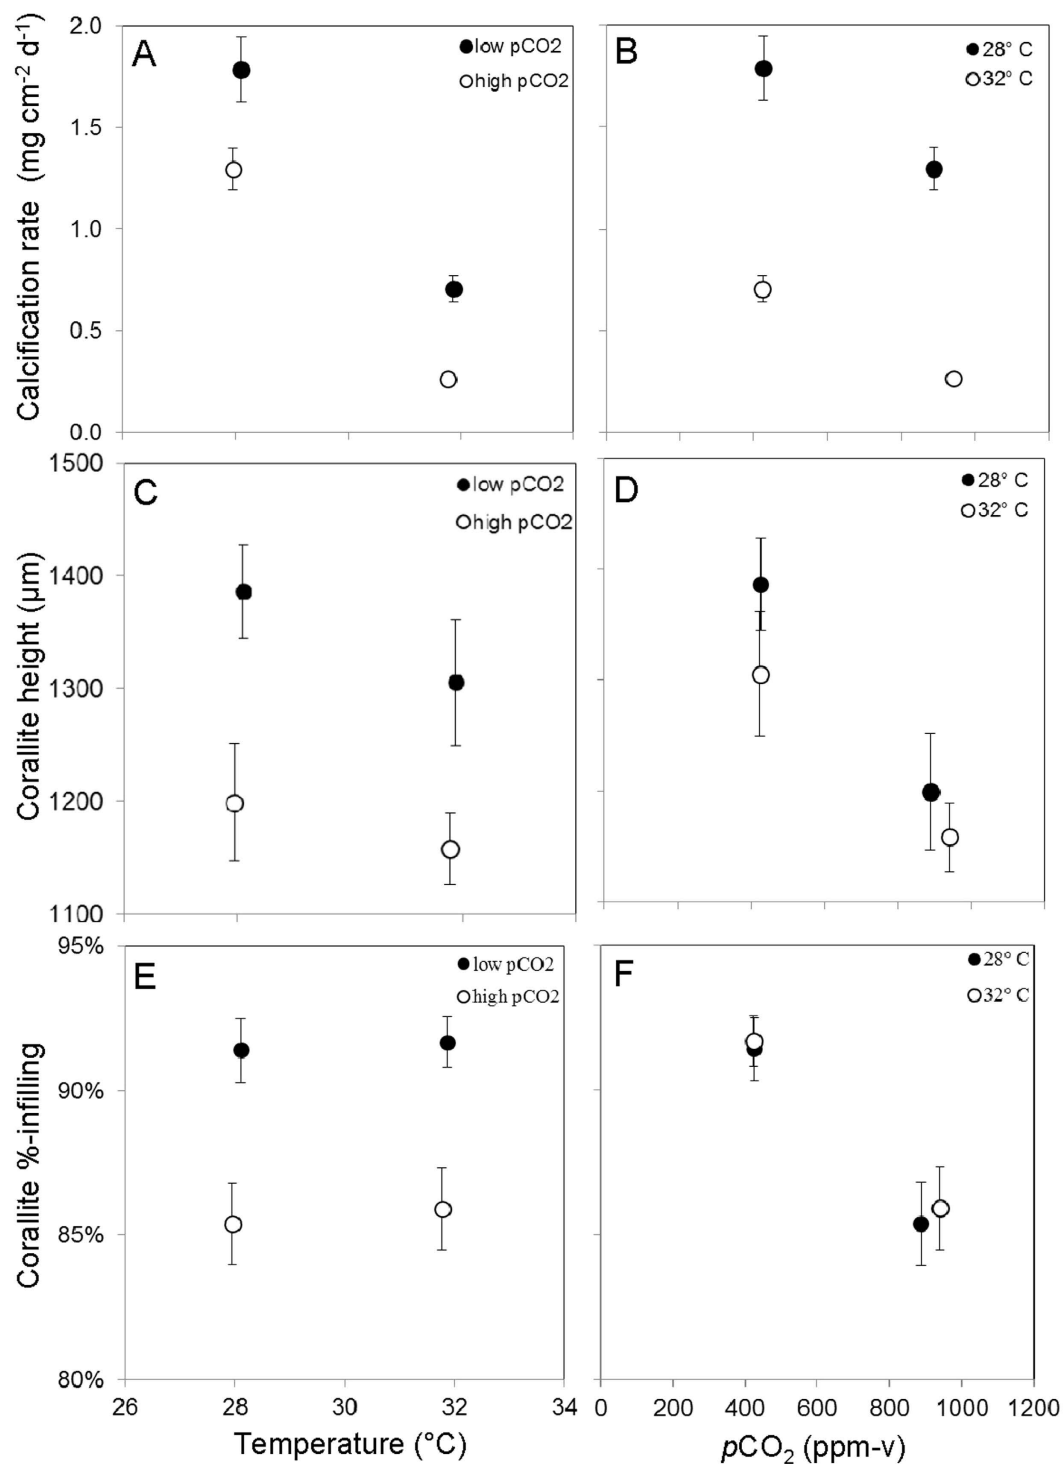 Calcification rate (mg cm-2 d-1)
2.0
1.5
1.0
0.5
0.0
A
low pCO2
high pCO2
B
28° C
32° C
Corallite height (µm)
1500
1400
1300
1200
1100
C
low pCO2
high pCO2
D
28° C
32° C
Corallite %-infilling
95%
90%
85%
80%
E
low pCO2
high pCO2
F
28° C
32° C
26 28 30 32 34
Temperature (°C)
0 200 400 600 800 1000 1200
pCO2 (ppm-v)